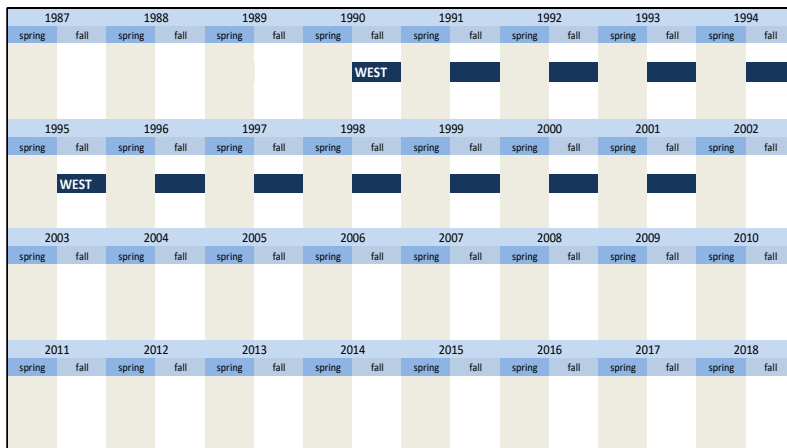 1987 1988 1989 1990 1991 1992 1993 1994
spring fall spring fall spring fall spring fall spring fall spring fall spring fall spring fall
WEST
1995 1996 1997 1998 1999 2000 2001 2002
spring fall spring fall spring fall spring fall spring fall spring fall spring fall spring fall
WEST
2003 2004 2005 2006 2007 2008 2009 2010
spring fall spring fall spring fall spring fall spring fall spring fall spring fall spring fall
2011 2012 2013 2014 2015 2016 2017 2018
spring fall spring fall spring fall spring fall spring fall spring fall spring fall spring fall